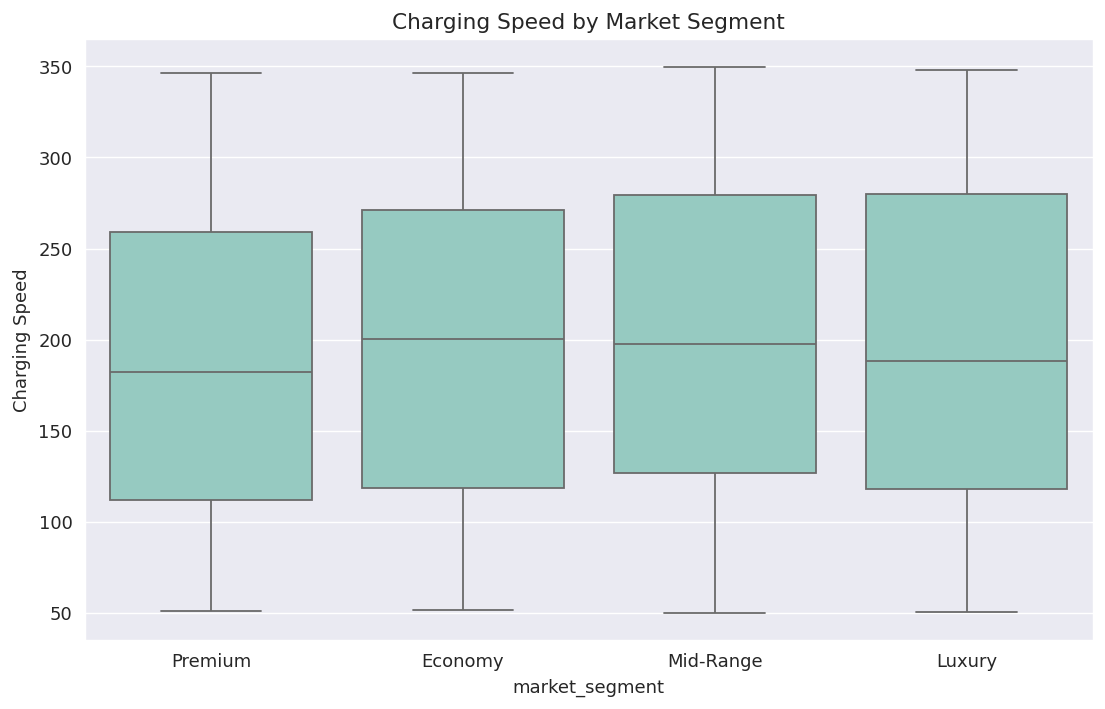 Charging Speed by Market Segment
Charging Speed
350
300
250
200
150
100
50
Premium Economy Mid-Range Luxury
market_segment